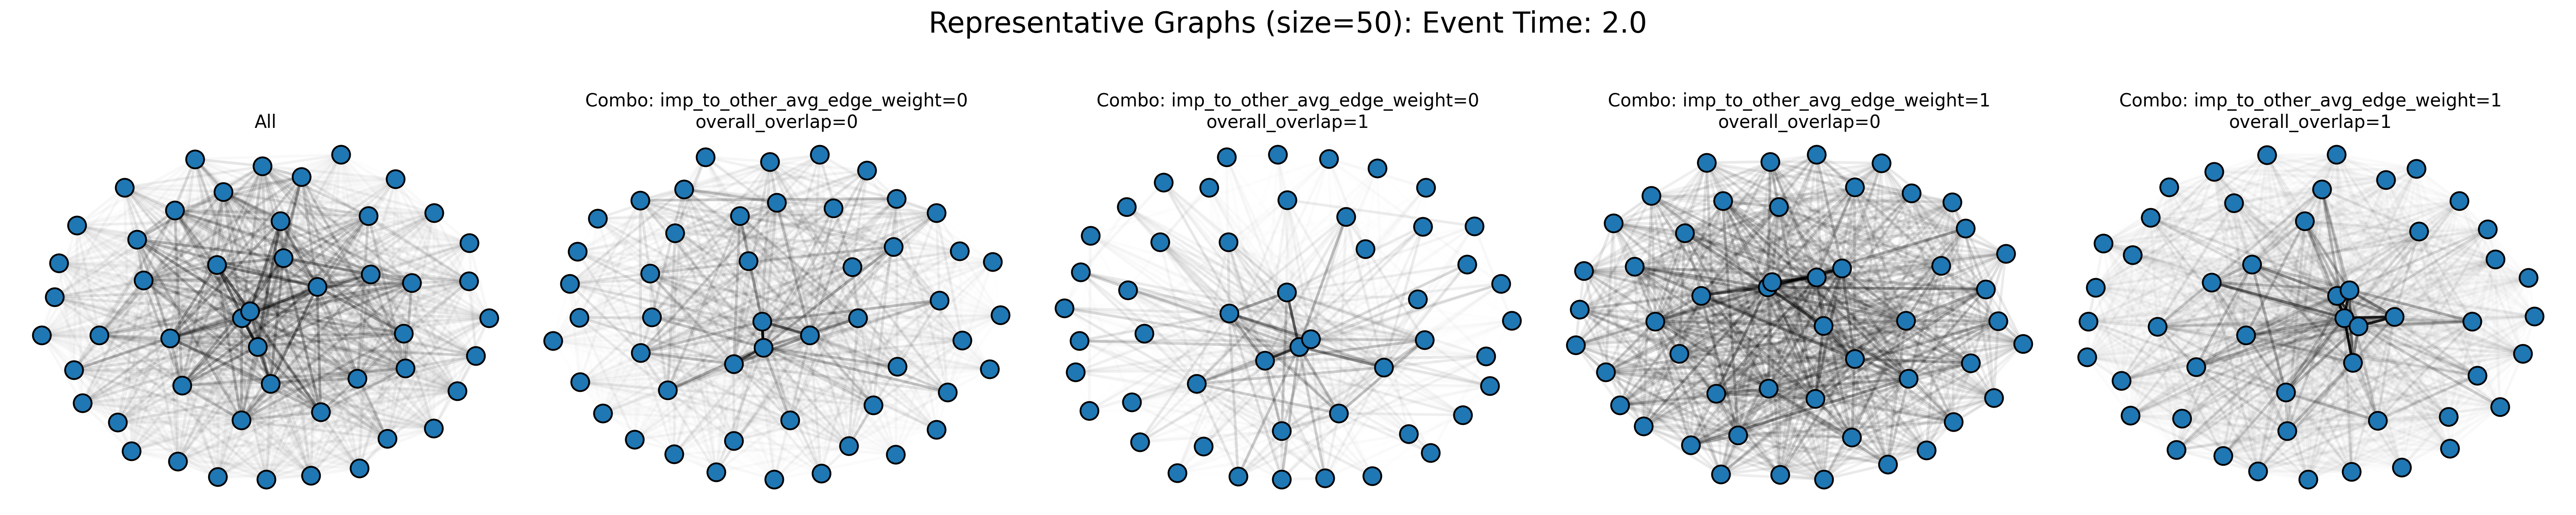 Representative Graphs (size=50): Event Time: 2.0
All
Combo: imp_to_other_avg_edge_weight=0
overall_overlap=0
Combo: imp_to_other_avg_edge_weight=0
overall_overlap=1
Combo: imp_to_other_avg_edge_weight=1
overall_overlap=0
Combo: imp_to_other_avg_edge_weight=1
overall_overlap=1